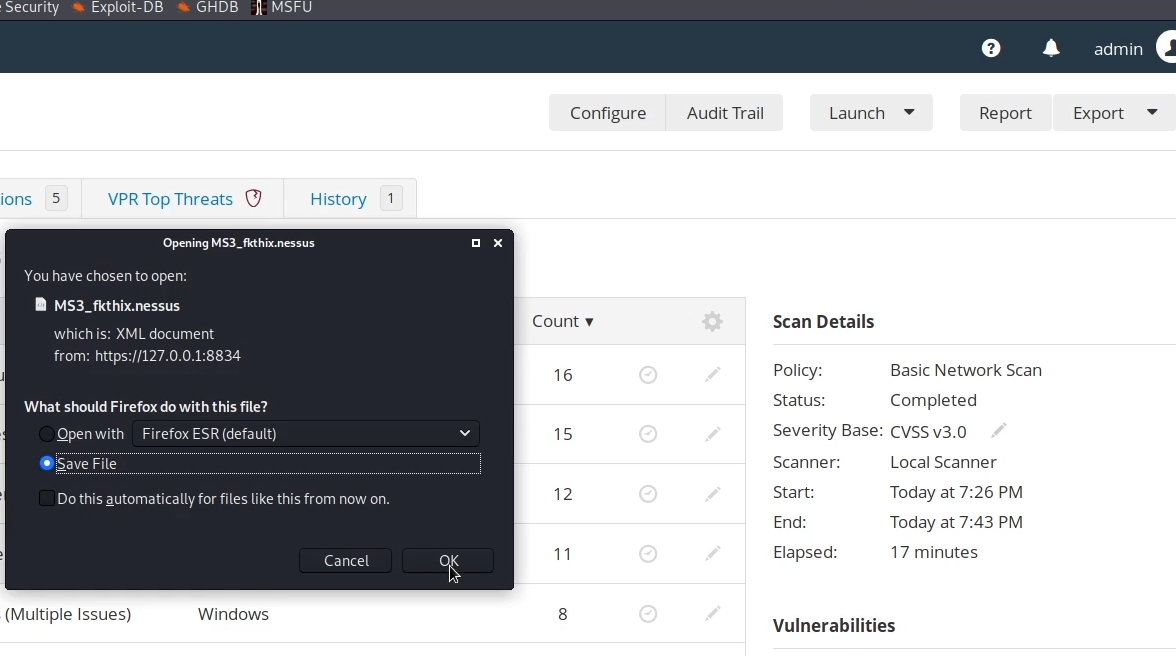 Security Exploit-DB GHDB MSFU
admin
Configure Audit Trail Launch Report Export
ions 5 VPR Top Threats History 1
Opening MS3_fkthix.nessus
You have chosen to open:
MS3_fkthix.nessus
which is: XML document
from: https://127.0.0.1:8834
What should Firefox do with this file?
Open with Firefox ESR (default)
Save File
Do this automatically for files like this from now on.
Cancel OK
Count ▾
16
15
12
11
(Multiple Issues) Windows 8
Scan Details
Policy: Basic Network Scan
Status: Completed
Severity Base: CVSS v3.0
Scanner: Local Scanner
Start: Today at 7:26 PM
End: Today at 7:43 PM
Elapsed: 17 minutes
Vulnerabilities